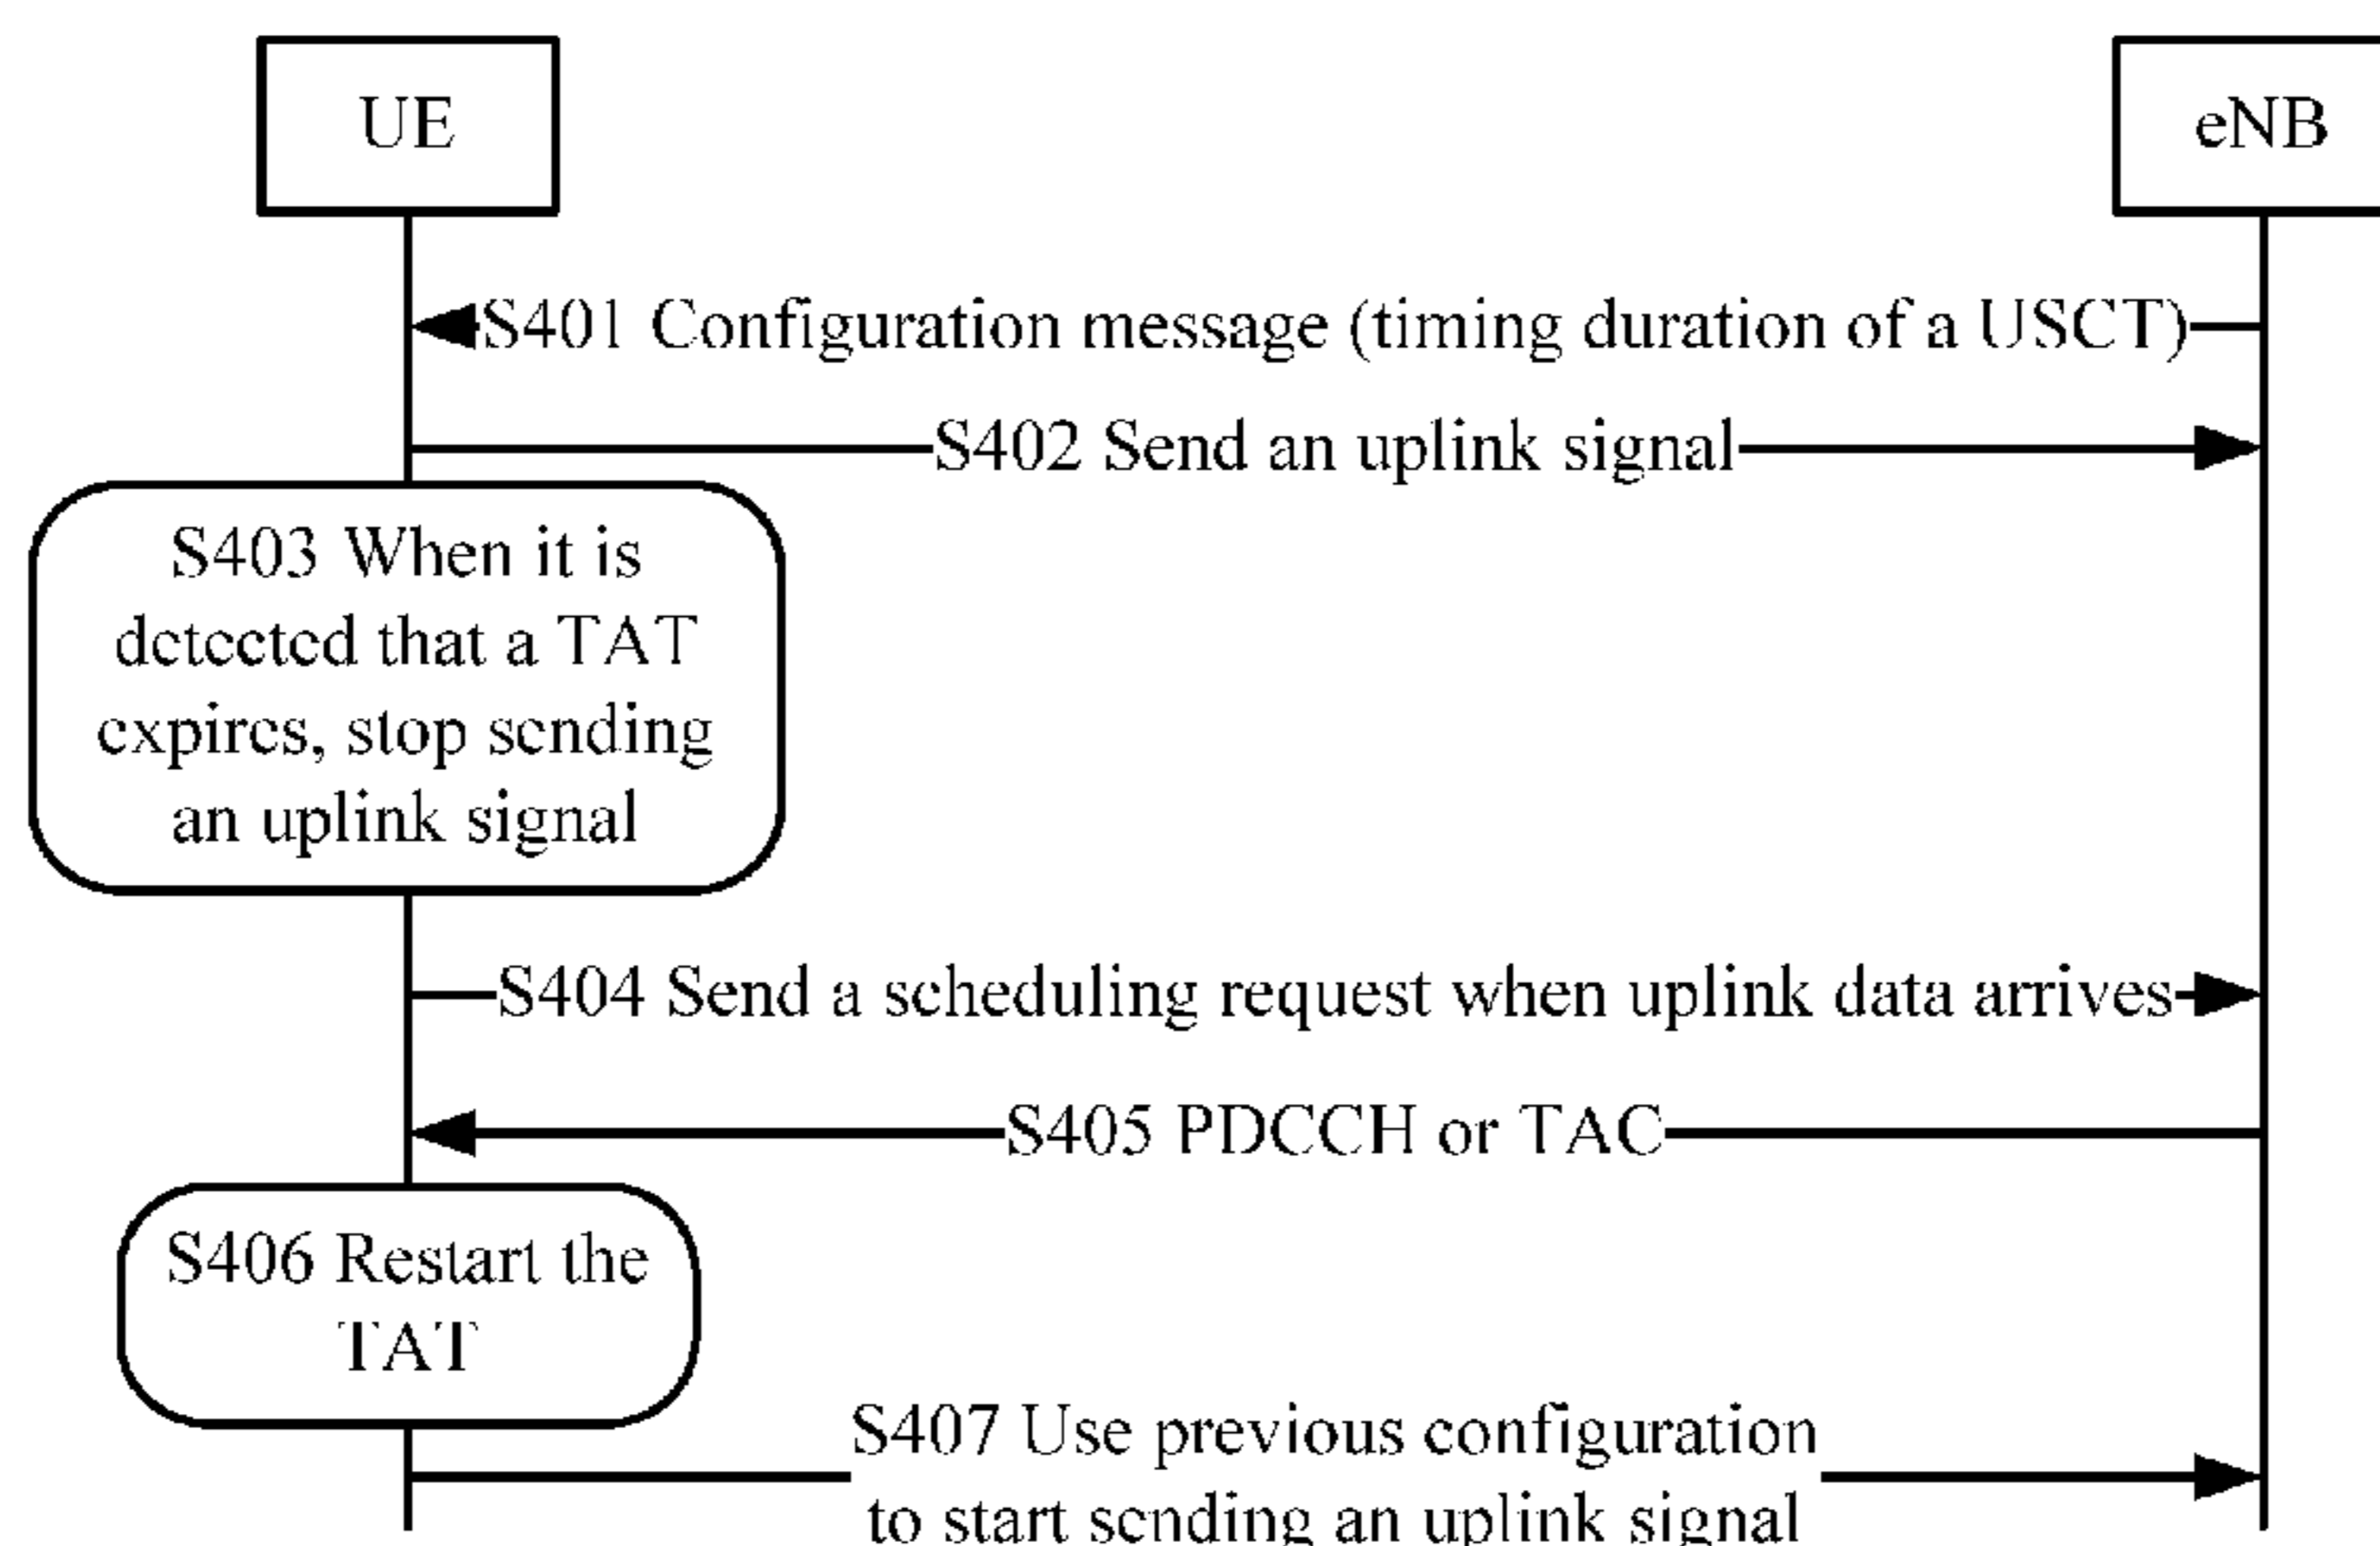 UE
eNB
S401 Configuration message (timing duration of a USCT)
S402 Send an uplink signal
S403 When it is
detected that a TAT
expires, stop sending
an uplink signal
S404 Send a scheduling request when uplink data arrives
S405 PDCCH or TAC
S406 Restart the
TAT
S407 Use previous configuration
to start sending an uplink signal